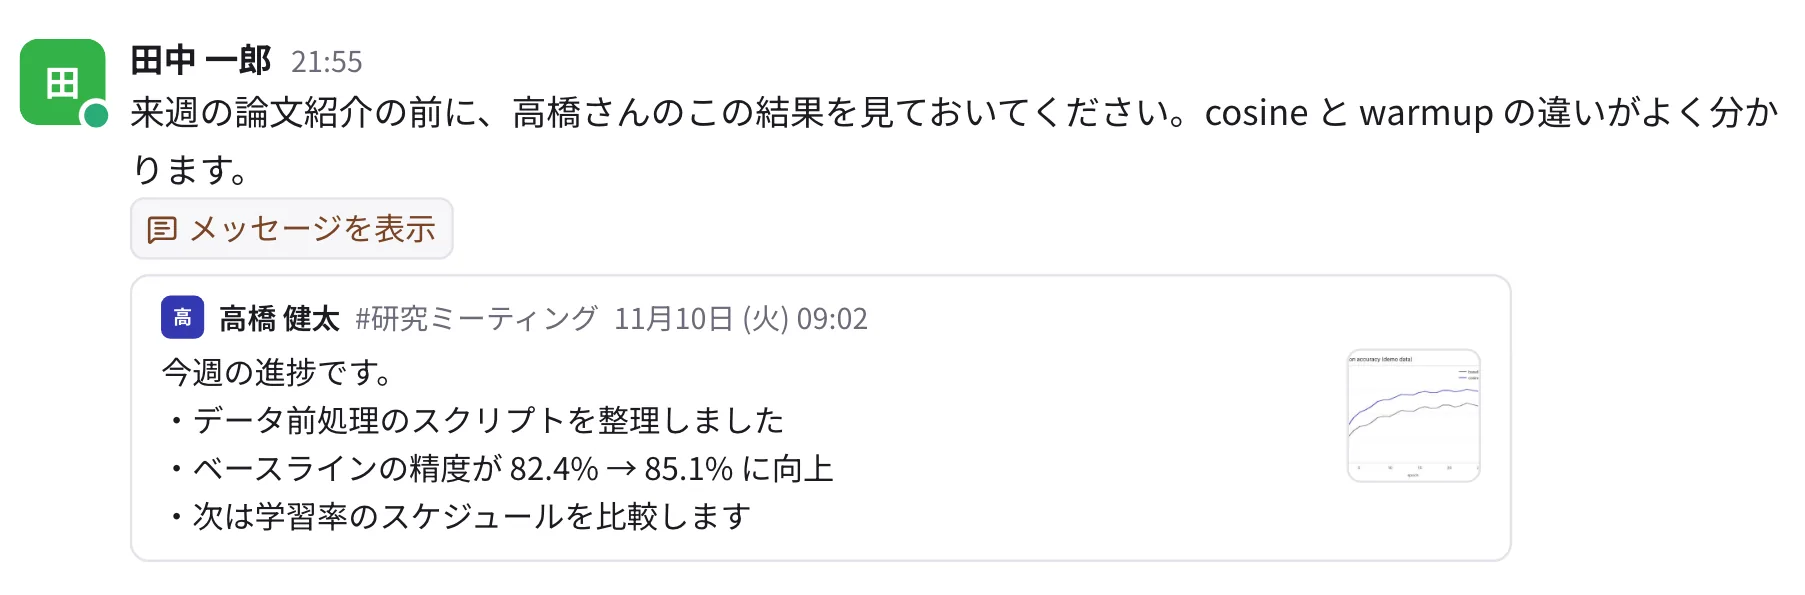 田
田中 一郎 21:55
来週の論文紹介の前に、高橋さんのこの結果を見ておいてください。cosine と warmup の違いがよく分か
ります。
メッセージを表示
高
高橋 健太 #研究ミーティング 11月10日 (火) 09:02
今週の進捗です。
・データ前処理のスクリプトを整理しました
・ベースラインの精度が 82.4% → 85.1% に向上
・次は学習率のスケジュールを比較します
on accuracy (demo data)
epoch